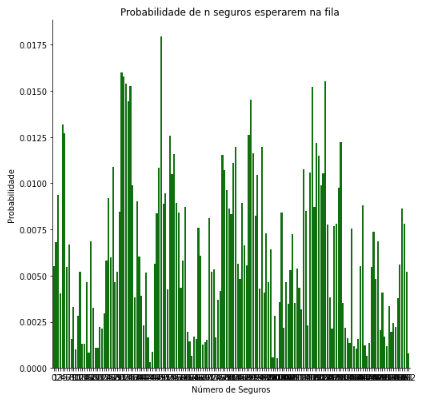 Probabilidade de n seguros esperarem na fila
0.0175
0.0150
0.0125
0.0100
0.0075
0.0050
0.0025
0.0000
Probabilidade
Número de Seguros